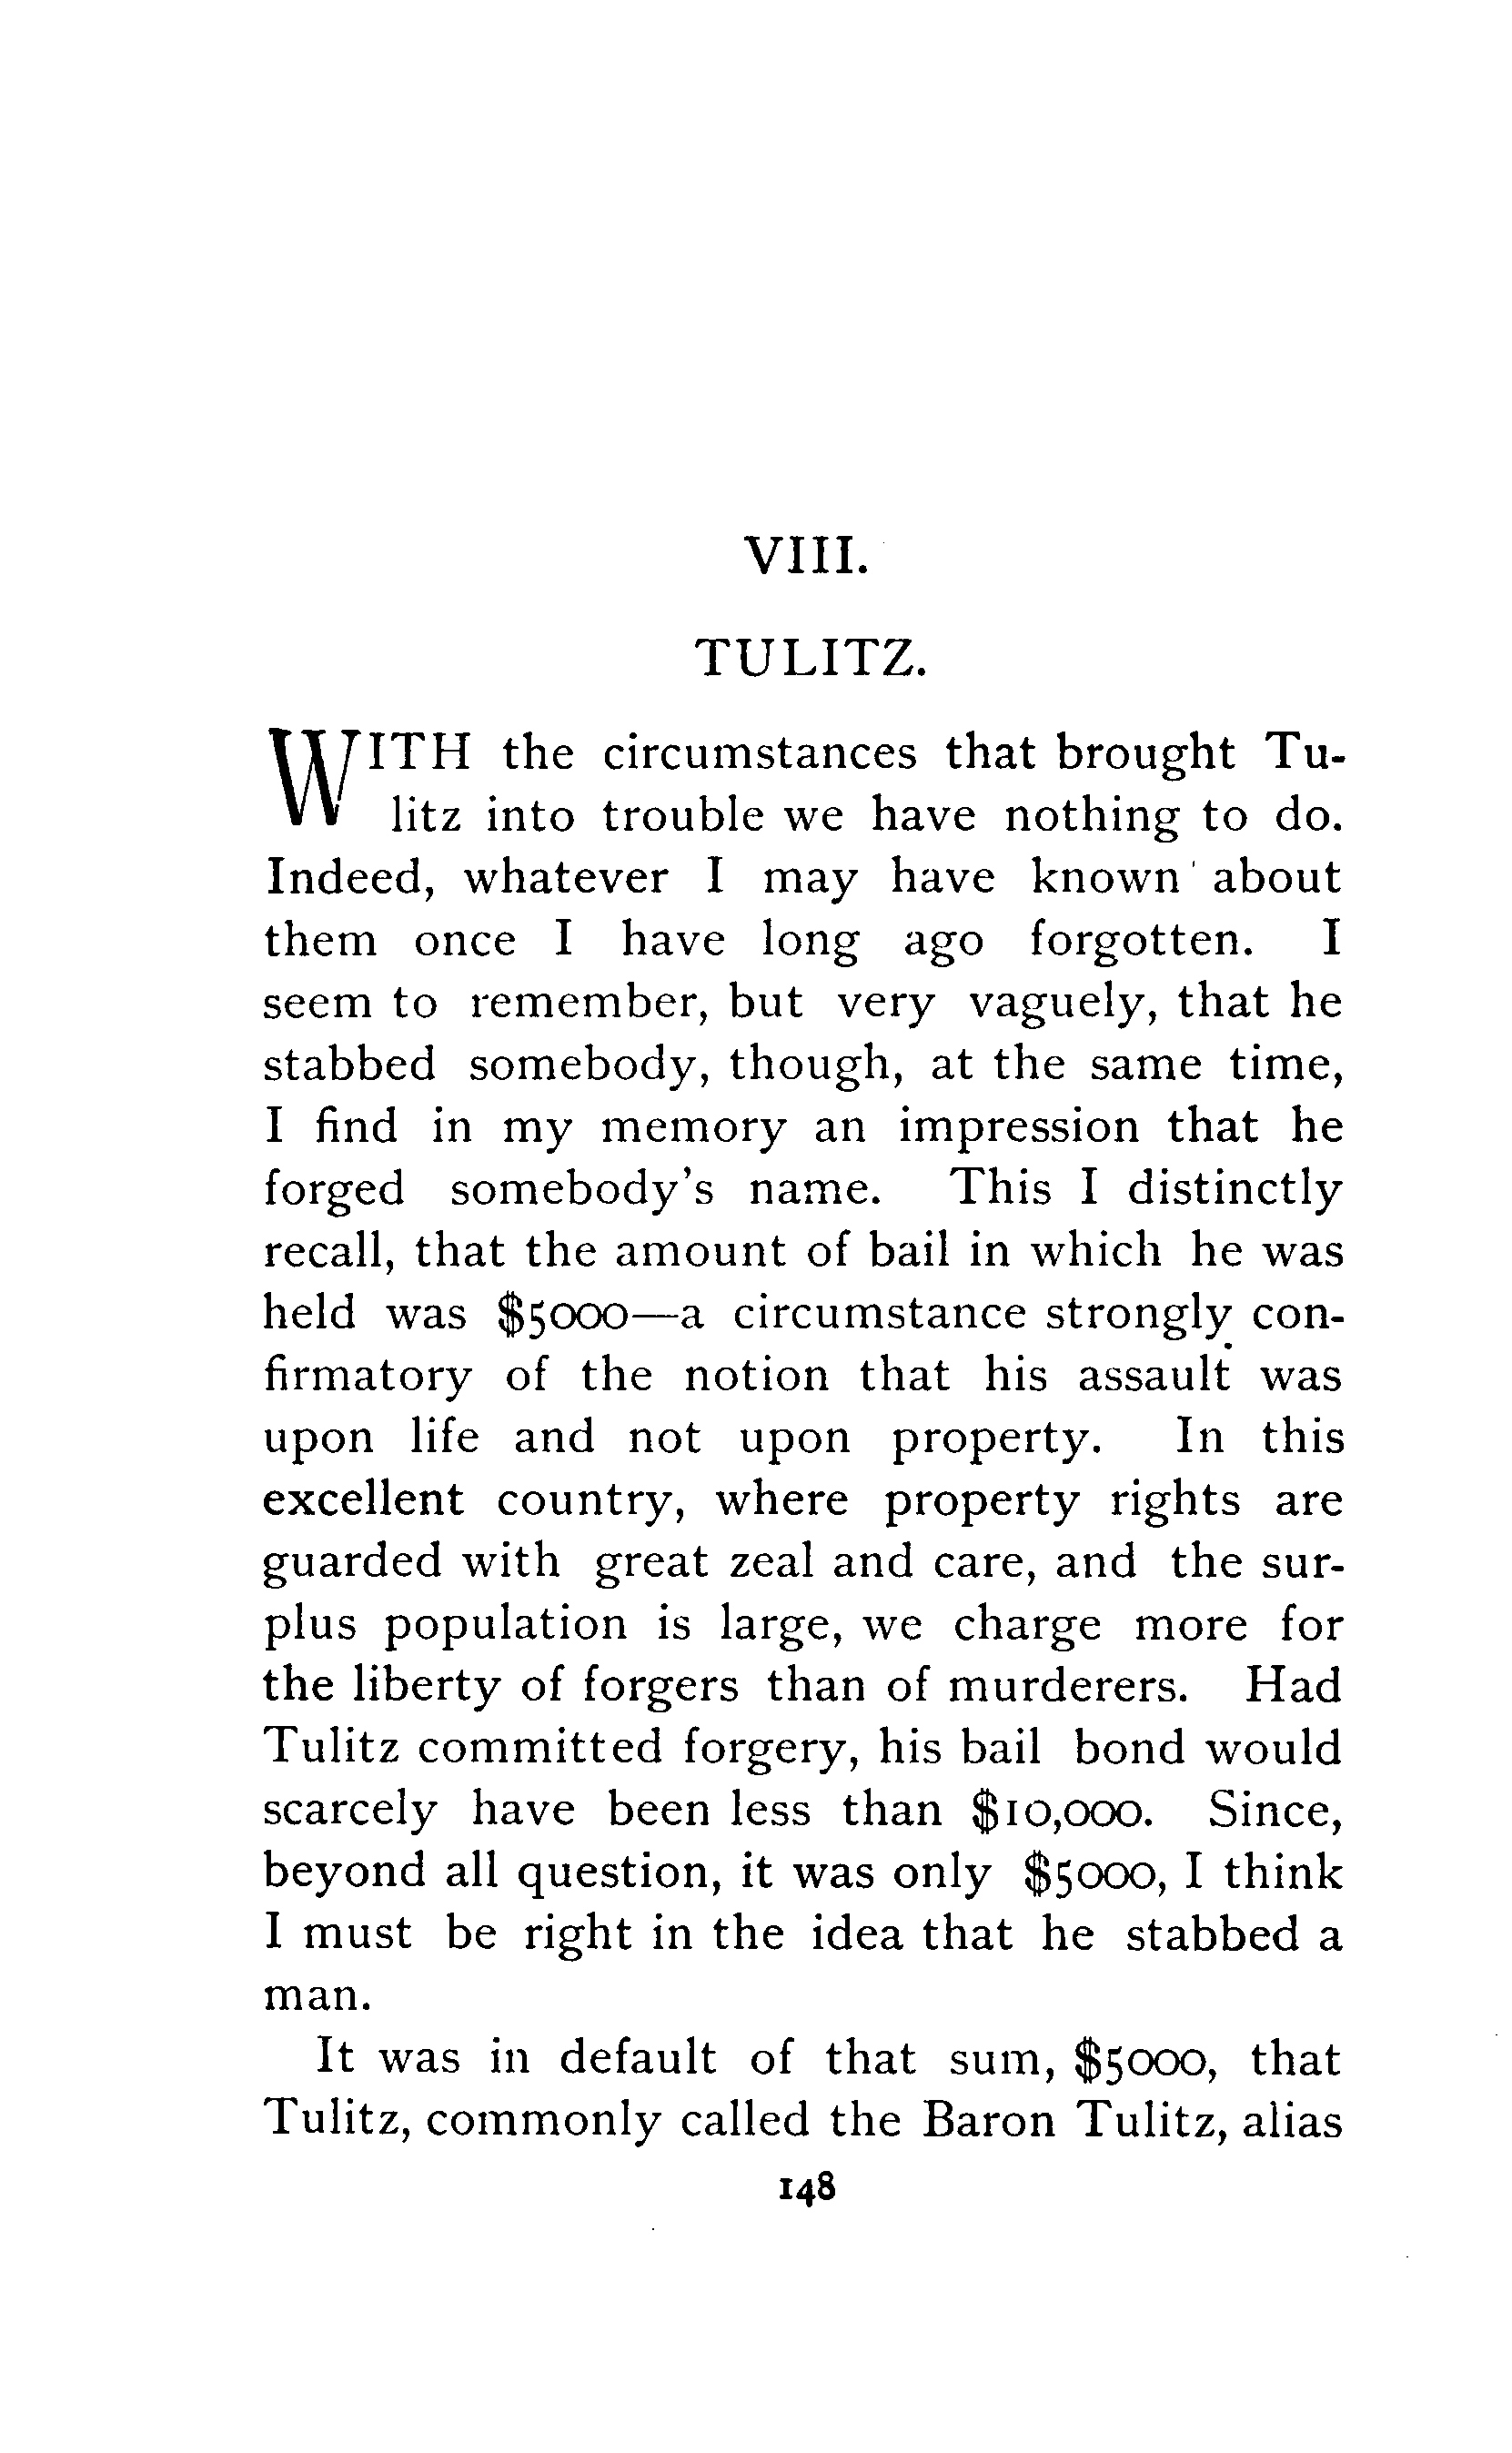 VIII.
TULITZ.
WITH the circumstances that brought Tu-
litz into trouble we have nothing to do.
Indeed, whatever I may have known about
them once I have long ago forgotten. I
seem to remember, but very vaguely, that he
stabbed somebody, though, at the same time,
I find in my memory an impression that he
forged somebody's name. This I distinctly
recall, that the amount of bail in which he was
held was $5000—a circumstance strongly con-
firmatory of the notion that his assault was
upon life and not upon property. In this
excellent country, where property rights are
guarded with great zeal and care, and the sur-
plus population is large, we charge more for
the liberty of forgers than of murderers. Had
Tulitz committed forgery, his bail bond would
scarcely have been less than $10,000. Since,
beyond all question, it was only $5000, I think
I must be right in the idea that he stabbed a
man.
It was in default of that sum, $5000, that
Tulitz, commonly called the Baron Tulitz, alias
148